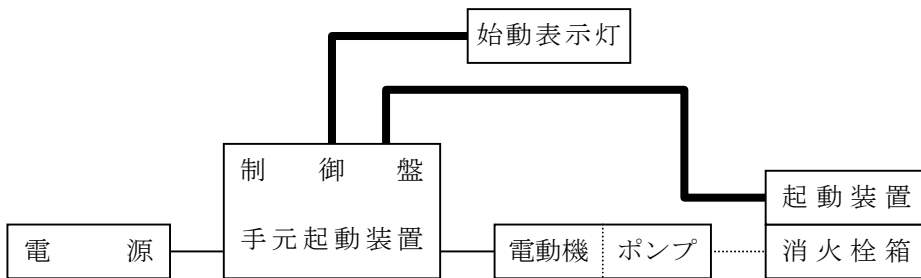 始動表示灯
制御盤
手元起動装置
起動装置
電源
電動機
ポンプ
消火栓箱